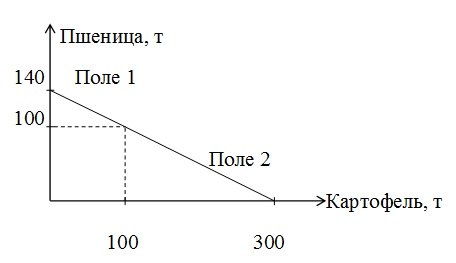 Пшеница, т
140
Поле 1
100
Поле 2
Картофель, т
100
300